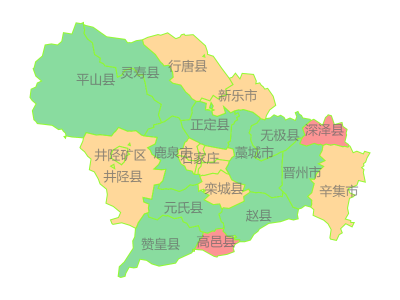 行唐县
灵寿县
平山县
新乐市
正定县
深泽县
无极县
井陉矿区
鹿泉市
石家庄
藁城市
井陉县
晋州市
栾城县
辛集市
元氏县
赵县
赞皇县
高邑县